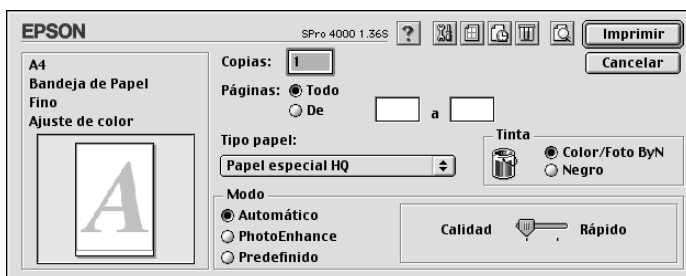 EPSON
SPro 4000 1.36S
?
Imprimir
Cancelar
A4
Bandeja de Papel
Fino
Ajuste de color
A
Copias: 1
Páginas: Todo
De a
Tipo papel:
Papel especial HQ
Tinta
Color/Foto ByN
Negro
Modo
Automático
PhotoEnhance
Predefinido
Calidad Rápido